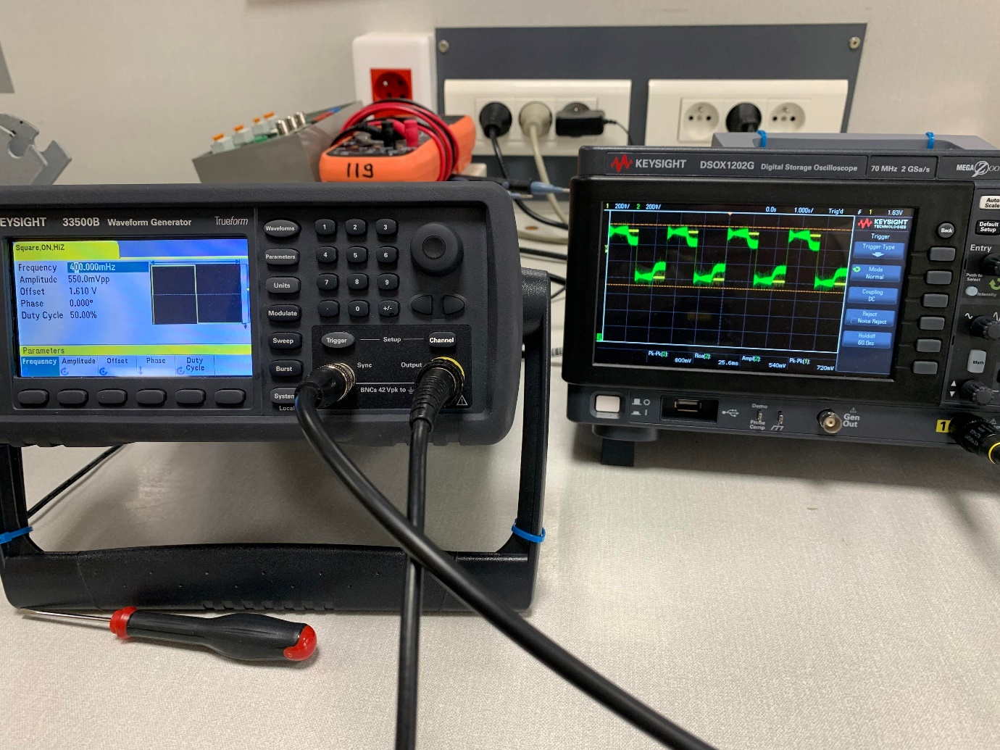 119
KEYSIGHT 33500B Waveform Generator Trueform
Square,ON,HiZ
Frequency 400.000mHz
Amplitude 550.0mVpp
Offset 1.610 V
Phase 0.000°
Duty Cycle 50.00%
Parameters
Frequency Amplitude Offset Phase Duty Cycle
Waveforms
Parameters
Units
Modulate
Sweep
Burst
System
Local
1 2 3
4 5 6
7 8 9
. 0 +/-
Trigger Setup Channel
Sync Output
BNCs 42 Vpk to
KEYSIGHT DSOX1202G Digital Storage Oscilloscope 70 MHz 2 GSa/s MEGA Zoo
1 200%/ 2 200%/ 0.0s 1.000s/ Trig'd 1 1.63V
KEYSIGHT
TECHNOLOGIES
Trigger
Trigger Type
Mode
Normal
Coupling
DC
Reject
Noise Reject
Holdoff
60.0ns
Pk-Pk(2): 800mV
Rise(2): 25.6ms
Ampl(2): 540mV
Pk-Pk(1): 720mV
Back
Auto
Scale
Default
Setup
Entry
Push to
Select
Intensity
Math
Demo
Probe
Comp
Gen
Out
1